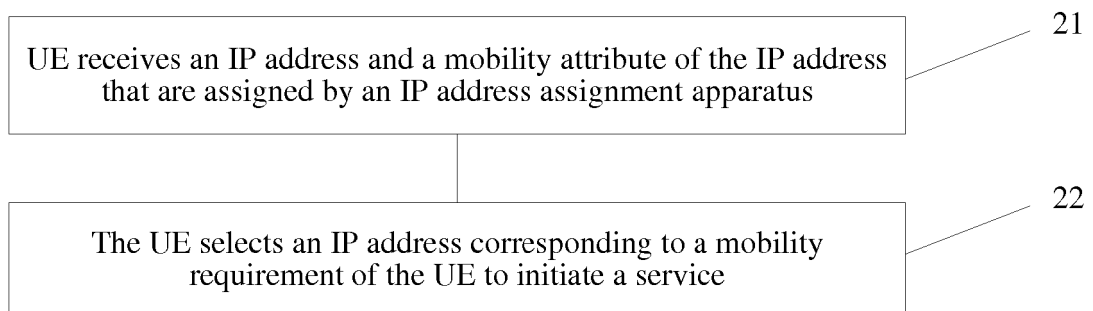 21
UE receives an IP address and a mobility attribute of the IP address
that are assigned by an IP address assignment apparatus
22
The UE selects an IP address corresponding to a mobility
requirement of the UE to initiate a service